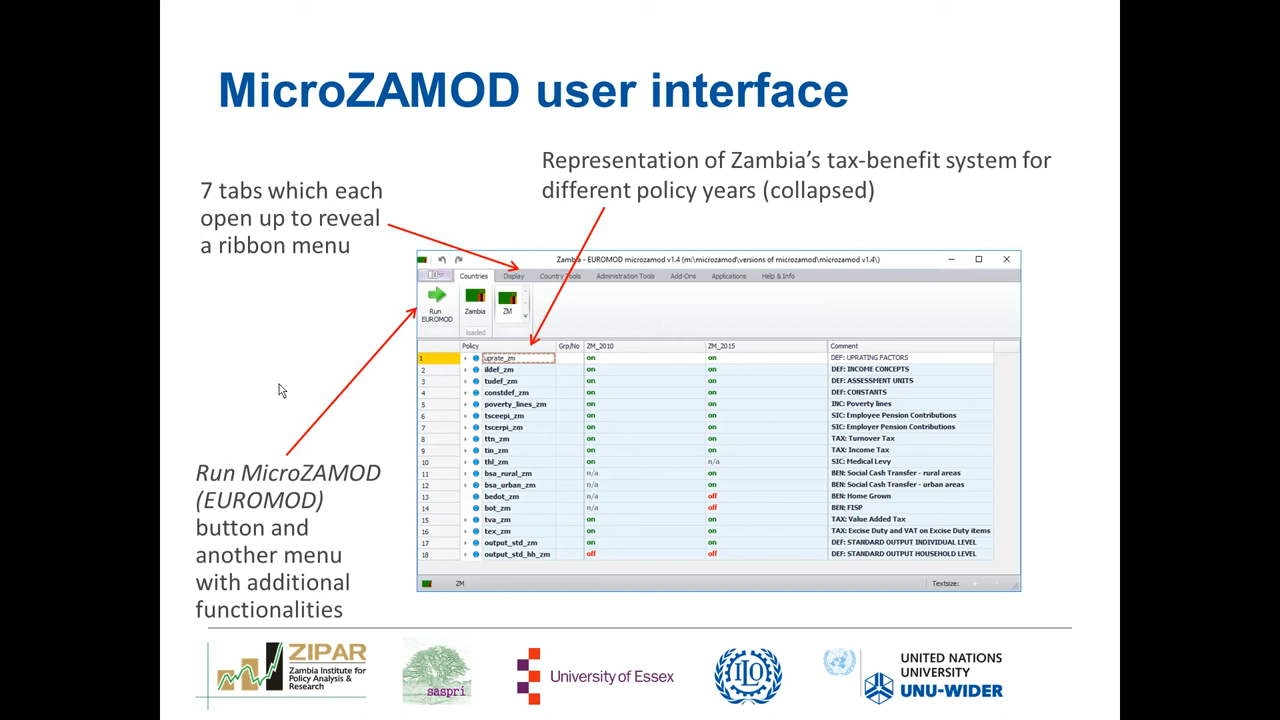 MicroZAMOD user interface
Representation of Zambia's tax-benefit system for
different policy years (collapsed)
7 tabs which each
open up to reveal
a ribbon menu
Zambia - EUROMOD microzamod v1.4 (m:\microzamod\versions of microzamod\microzamod v1.4\)
Countries Display Country Tools Administration Tools Add-Ons Applications Help & Info
Run
EUROMOD
Zambia
ZM
loaded
Policy Grp/No ZM_2010 ZM_2015 Comment
1 uprate_zm on on DEF: UPRATING FACTORS
2 ildef_zm on on DEF: INCOME CONCEPTS
3 tudef_zm on on DEF: ASSESSMENT UNITS
4 constdef_zm on on DEF: CONSTANTS
5 poverty_lines_zm on on INC: Poverty lines
6 tsceepi_zm on on SIC: Employee Pension Contributions
7 tscerpi_zm on on SIC: Employer Pension Contributions
8 ttn_zm on on TAX: Turnover Tax
9 tin_zm on on TAX: Income Tax
10 thl_zm on n/a SIC: Medical Levy
11 bsa_rural_zm n/a on BEN: Social Cash Transfer - rural areas
12 bsa_urban_zm n/a on BEN: Social Cash Transfer - urban areas
13 bedot_zm n/a off BEN: Home Grown
14 bot_zm n/a off BEN: FISP
15 tva_zm on on TAX: Value Added Tax
16 tex_zm on on TAX: Excise Duty and VAT on Excise Duty items
17 output_std_zm on on DEF: STANDARD OUTPUT INDIVIDUAL LEVEL
18 output_std_hh_zm off off DEF: STANDARD OUTPUT HOUSEHOLD LEVEL
ZM Textsize: + -
Run MicroZAMOD
(EUROMOD)
button and
another menu
with additional
functionalities
ZIPAR
Zambia Institute for
Policy Analysis &
Research
saspri
University of Essex
ILO
UNITED NATIONS
UNIVERSITY
UNU-WIDER